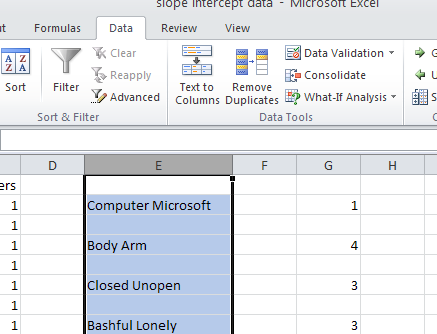 slope intercept data - Microsoft Excel
Formulas Data Review View
Sort
Filter
Clear
Reapply
Advanced
Sort & Filter
Text to
Columns
Remove
Duplicates
Data Validation
Consolidate
What-If Analysis
Data Tools
D E F G H
1 Computer Microsoft 1
1
1 Body Arm 4
1
1 Closed Unopen 3
1
1 Bashful Lonely 3